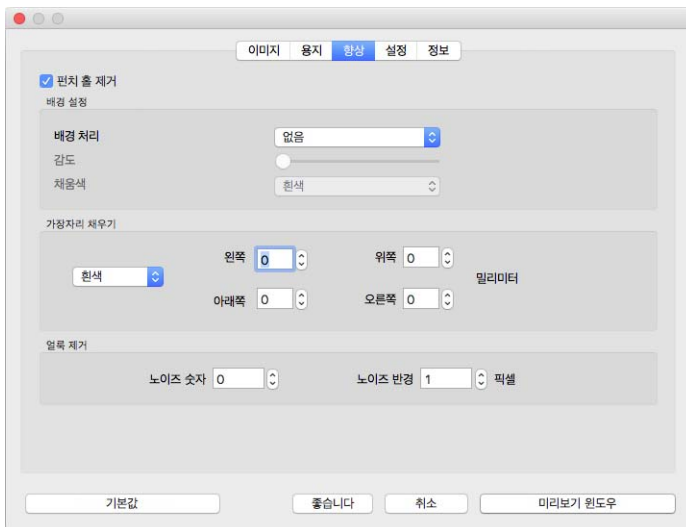 이미지 용지 향상 설정 정보
펀치 홀 제거
배경 설정
배경 처리 없음
감도
채움색 흰색
가장자리 채우기
왼쪽 0 위쪽 0
흰색 밀리미터
아래쪽 0 오른쪽 0
얼룩 제거
노이즈 숫자 0 노이즈 반경 1 픽셀
기본값 좋습니다 취소 미리보기 윈도우